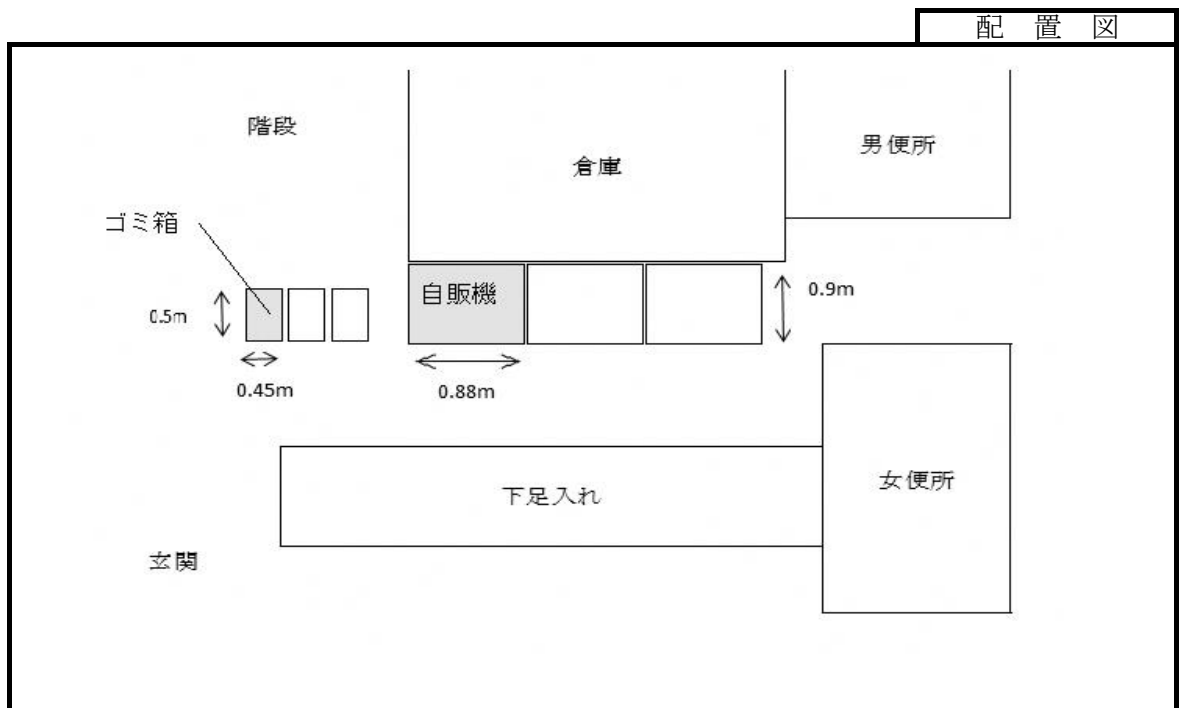 配 置 図
階段
倉庫
男便所
ゴミ箱
自販機
0.9m
0.5m
0.45m
0.88m
下足入れ
女便所
玄関